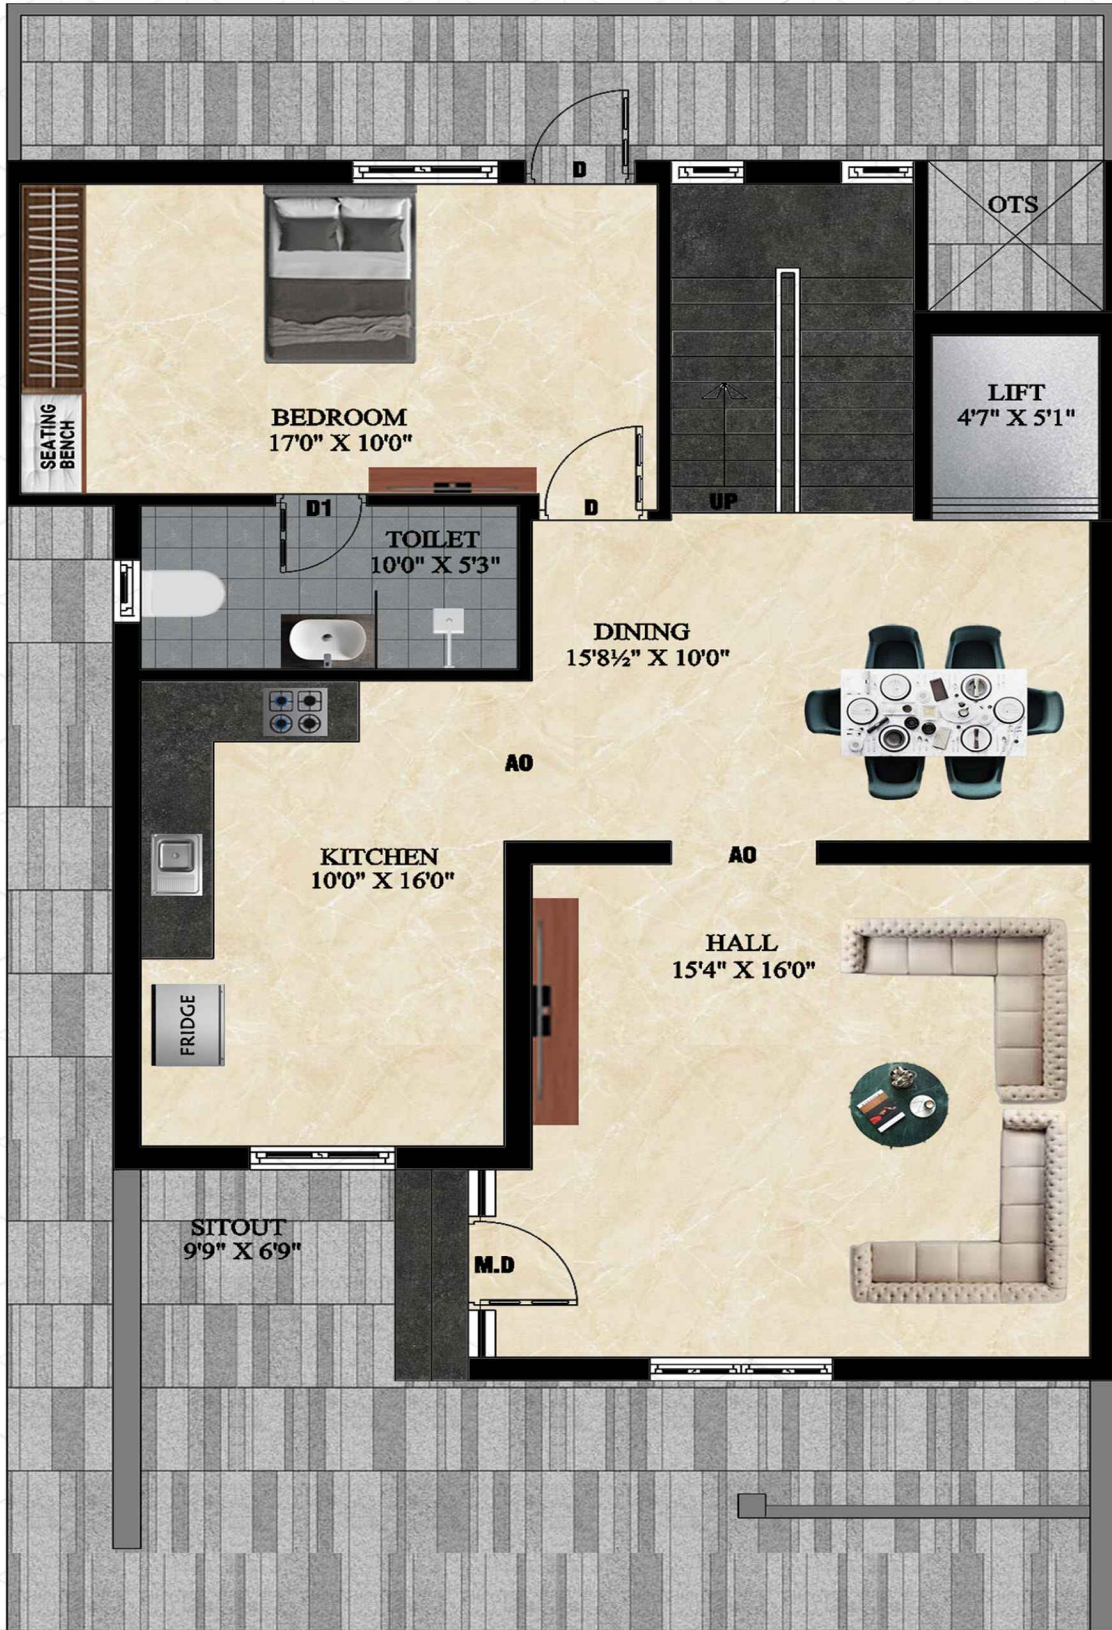 D
OTS
LIFT
4'7" X 5'1"
BEDROOM
17'0" X 10'0"
SEATING
BENCH
UP
D
D1
TOILET
10'0" X 5'3"
DINING
15'8½" X 10'0"
AO
KITCHEN
10'0" X 16'0"
AO
HALL
15'4" X 16'0"
FRIDGE
SITOUT
9'9" X 6'9"
M.D